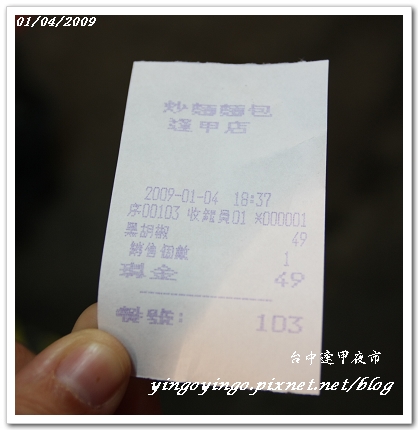 01/04/2009
炒麵麵包
逢甲店
2009-01-04 18:37
序00103 收銀員01 *000001
黑胡椒 49
銷售個數 1
現金 49
餐號: 103
台中逢甲夜市
yingoyingo.pixnet.net/blog